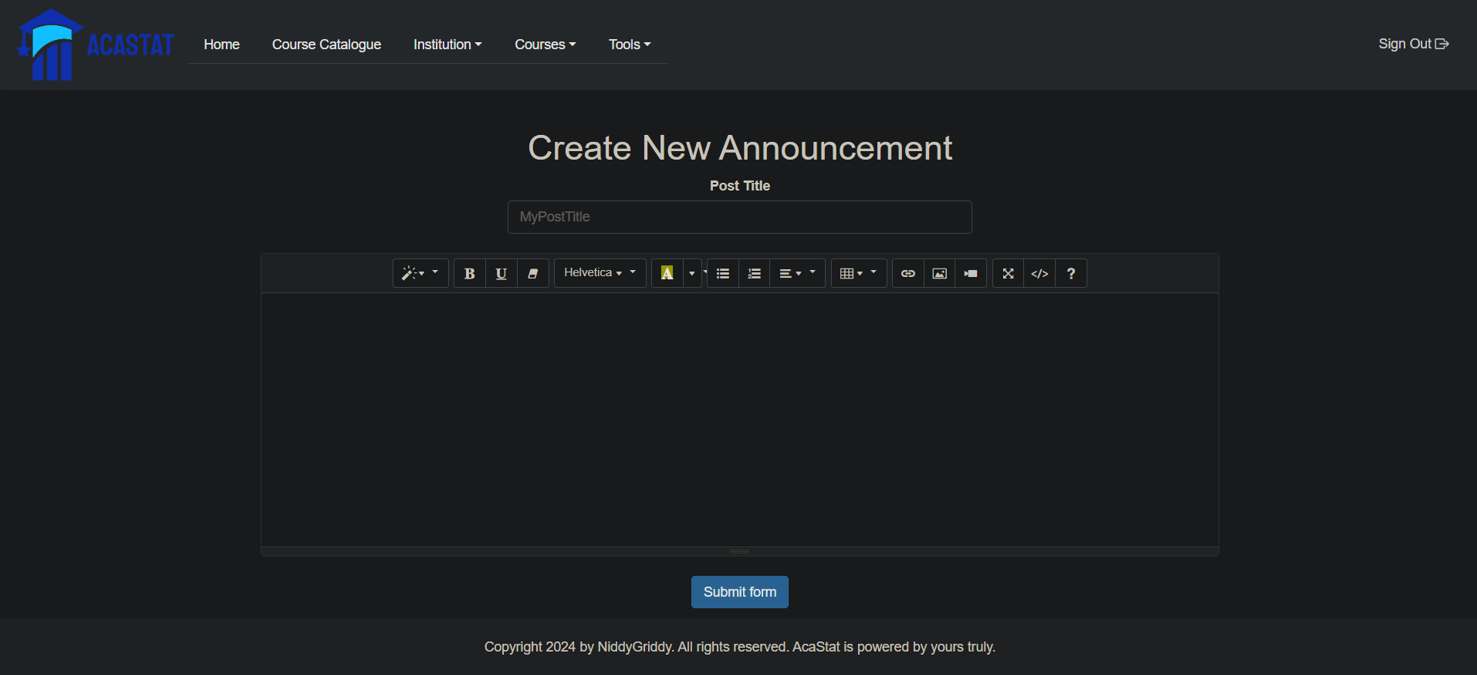 ACASTAT
Home Course Catalogue Institution Courses Tools
Sign Out
Create New Announcement
Post Title
MyPostTitle
B U Helvetica A </> ?
Submit form
Copyright 2024 by NiddyGriddy. All rights reserved. AcaStat is powered by yours truly.